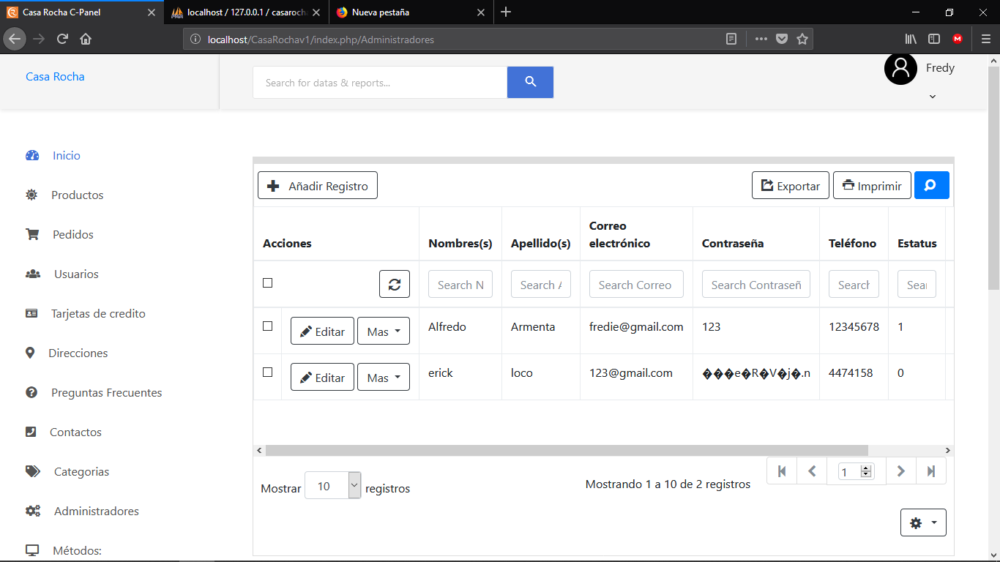 Casa Rocha C-Panel
localhost / 127.0.0.1 / casarocha
Nueva pestaña
localhost/CasaRochav1/index.php/Administradores
Casa Rocha
Search for datas & reports...
Fredy
Inicio
Productos
Pedidos
Usuarios
Tarjetas de credito
Direcciones
Preguntas Frecuentes
Contactos
Categorias
Administradores
Métodos:
Añadir Registro
Exportar
Imprimir
Acciones Nombres(s) Apellido(s) Correo electrónico Contraseña Teléfono Estatus
Search N Search A Search Correo Search Contraseñ Search Sear
Editar Mas Alfredo Armenta fredie@gmail.com 123 12345678 1
Editar Mas erick loco 123@gmail.com ���e�R�V�j�.n 4474158 0
Mostrar 10 registros
Mostrando 1 a 10 de 2 registros
1